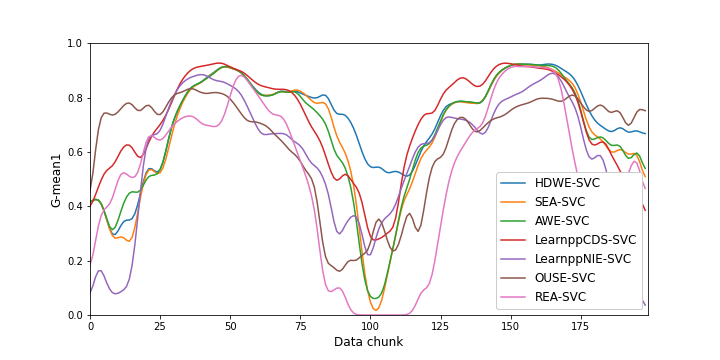 1.0
0.8
0.6
0.4
0.2
0.0
G-mean1
0
25
50
75
100
125
150
175
Data chunk
HDWE-SVC
SEA-SVC
AWE-SVC
LearnppCDS-SVC
LearnppNIE-SVC
OUSE-SVC
REA-SVC